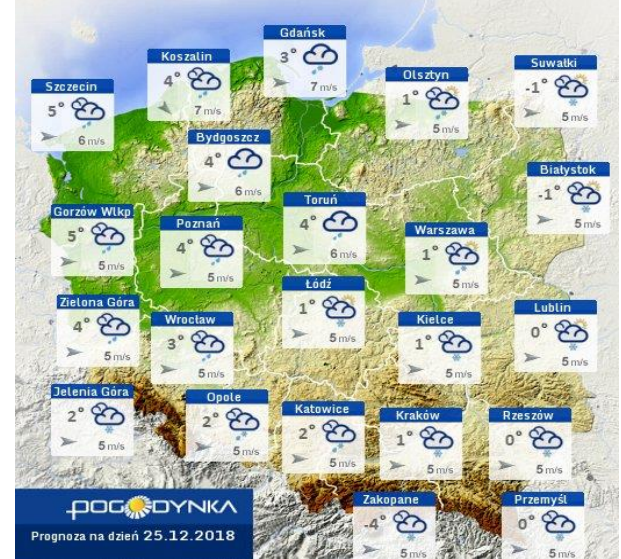 Gdańsk
3°
7 m/s
Koszalin
4°
7 m/s
Suwałki
-1°
5 m/s
Olsztyn
1°
5 m/s
Szczecin
5°
6 m/s
Bydgoszcz
4°
6 m/s
Białystok
-1°
5 m/s
Toruń
4°
6 m/s
Gorzów Wlkp
5°
5 m/s
Poznań
4°
5 m/s
Warszawa
1°
5 m/s
Łódź
1°
5 m/s
Zielona Góra
4°
5 m/s
Wrocław
3°
5 m/s
Kielce
1°
5 m/s
Lublin
0°
5 m/s
Jelenia Góra
2°
5 m/s
Opole
2°
5 m/s
Katowice
2°
5 m/s
Kraków
1°
5 m/s
Rzeszów
0°
5 m/s
Zakopane
-4°
5 m/s
Przemyśl
0°
5 m/s
POGODYNKA
Prognoza na dzień 25.12.2018